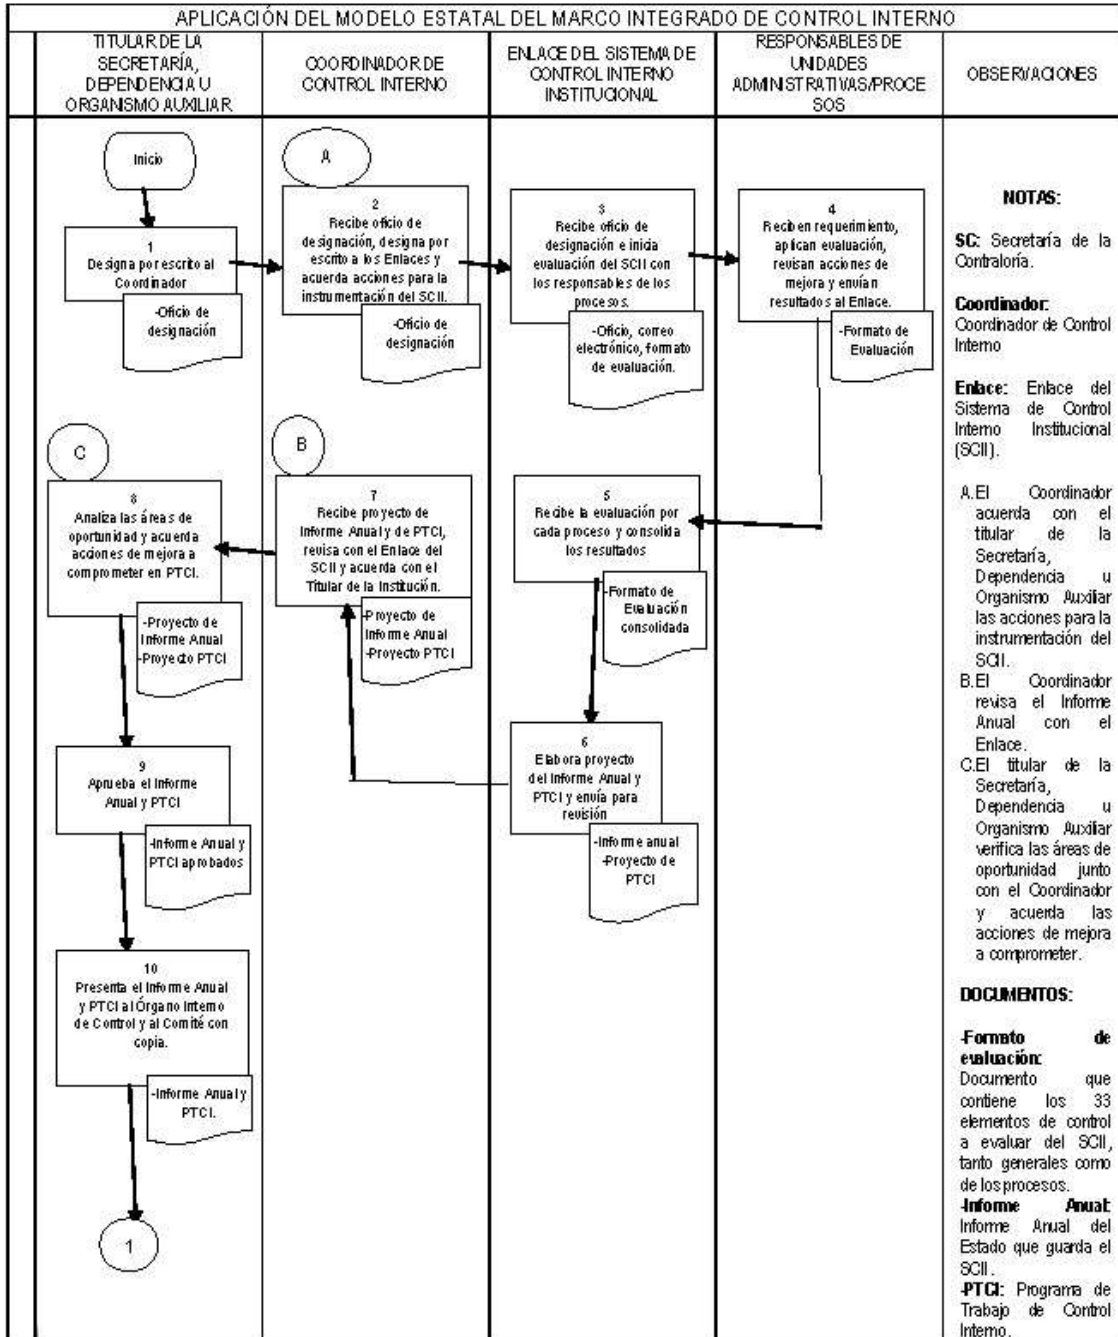 APLICACIÓN DEL MODELO ESTATAL DEL MARCO INTEGRADO DE CONTROL INTERNO
TITULAR DE LA
SECRETARÍA,
DEPENDENCIA U
ORGANISMO AUXILIAR
COORDINADOR DE
CONTROL INTERNO
ENLACE DEL SISTEMA DE
CONTROL INTERNO
INSTITUCIONAL
RESPONSABLES DE
UNIDADES
ADMINISTRATIVAS/PROCE
SOS
OBSERVACIONES
Inicio
1
Designa por escrito al
Coordinador
-Oficio de
designación
A
2
Recibe oficio de
designación, designa por
escrito a los Enlaces y
acuerda acciones para la
instrumentación del SCII.
-Oficio de
designación
3
Recibe oficio de
designación e inicia
evaluación del SCII con
los responsables de los
procesos.
-Oficio, correo
electrónico, formato
de evaluación.
4
Reciben requerimiento,
aplican evaluación,
revisan acciones de
mejora y envían
resultados al Enlace.
-Formato de
Evaluación
C
8
Analiza las áreas de
oportunidad y acuerda
acciones de mejora a
comprometer en PTCI.
-Proyecto de
Informe Anual
-Proyecto PTCI
B
7
Recibe proyecto de
Informe Anual y de PTCI,
revisa con el Enlace del
SCII y acuerda con el
Titular de la Institución.
-Proyecto de
Informe Anual
-Proyecto PTCI
5
Recibe la evaluación por
cada proceso y consolida
los resultados
-Formato de
Evaluación
consolidada
6
Elabora proyecto
del Informe Anual y
PTCI y envía para
revisión
-Informe anual
-Proyecto de
PTCI
9
Aprueba el Informe
Anual y PTCI
-Informe Anual y
PTCI aprobados
10
Presenta el Informe Anual
y PTCI al Órgano Interno
de Control y al Comité con
copia.
-Informe Anual y
PTCI.
1
NOTAS:
SC: Secretaría de la
Contraloría.
Coordinador:
Coordinador de Control
Interno
Enlace: Enlace del
Sistema de Control
Interno Institucional
(SCII).
A.El Coordinador
acuerda con el
titular de la
Secretaría,
Dependencia u
Organismo Auxiliar
las acciones para la
instrumentación del
SCII.
B.El Coordinador
revisa el Informe
Anual con el
Enlace.
C.El titular de la
Secretaría,
Dependencia u
Organismo Auxiliar
verifica las áreas de
oportunidad junto
con el Coordinador
y acuerda las
acciones de mejora
a comprometer.
DOCUMENTOS:
-Formato de
evaluación:
Documento que
contiene los 33
elementos de control
a evaluar del SCII,
tanto generales como
de los procesos.
-Informe Anual:
Informe Anual del
Estado que guarda el
SCII.
-PTCI: Programa de
Trabajo de Control
Interno.